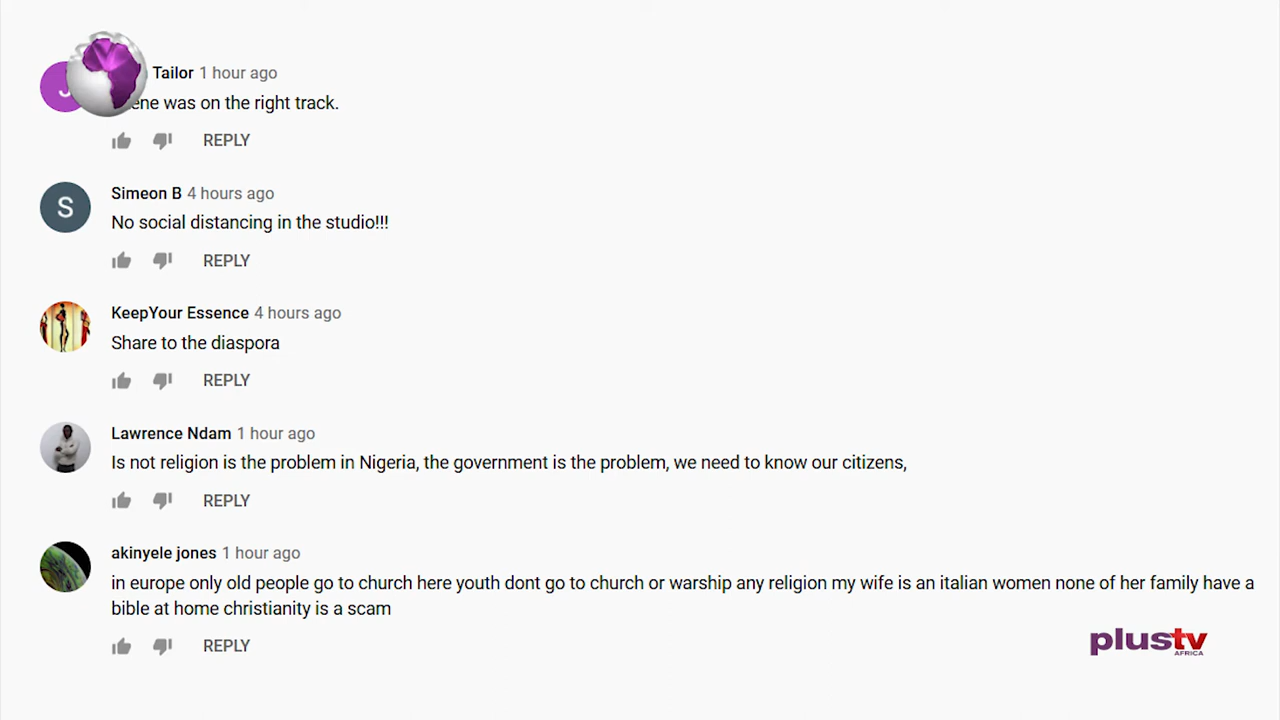 Tailor 1 hour ago
ene was on the right track.
REPLY
S
Simeon B 4 hours ago
No social distancing in the studio!!!
REPLY
KeepYour Essence 4 hours ago
Share to the diaspora
REPLY
Lawrence Ndam 1 hour ago
Is not religion is the problem in Nigeria, the government is the problem, we need to know our citizens,
REPLY
akinyele jones 1 hour ago
in europe only old people go to church here youth dont go to church or warship any religion my wife is an italian women none of her family have a
bible at home christianity is a scam
REPLY
plustv
AFRICA